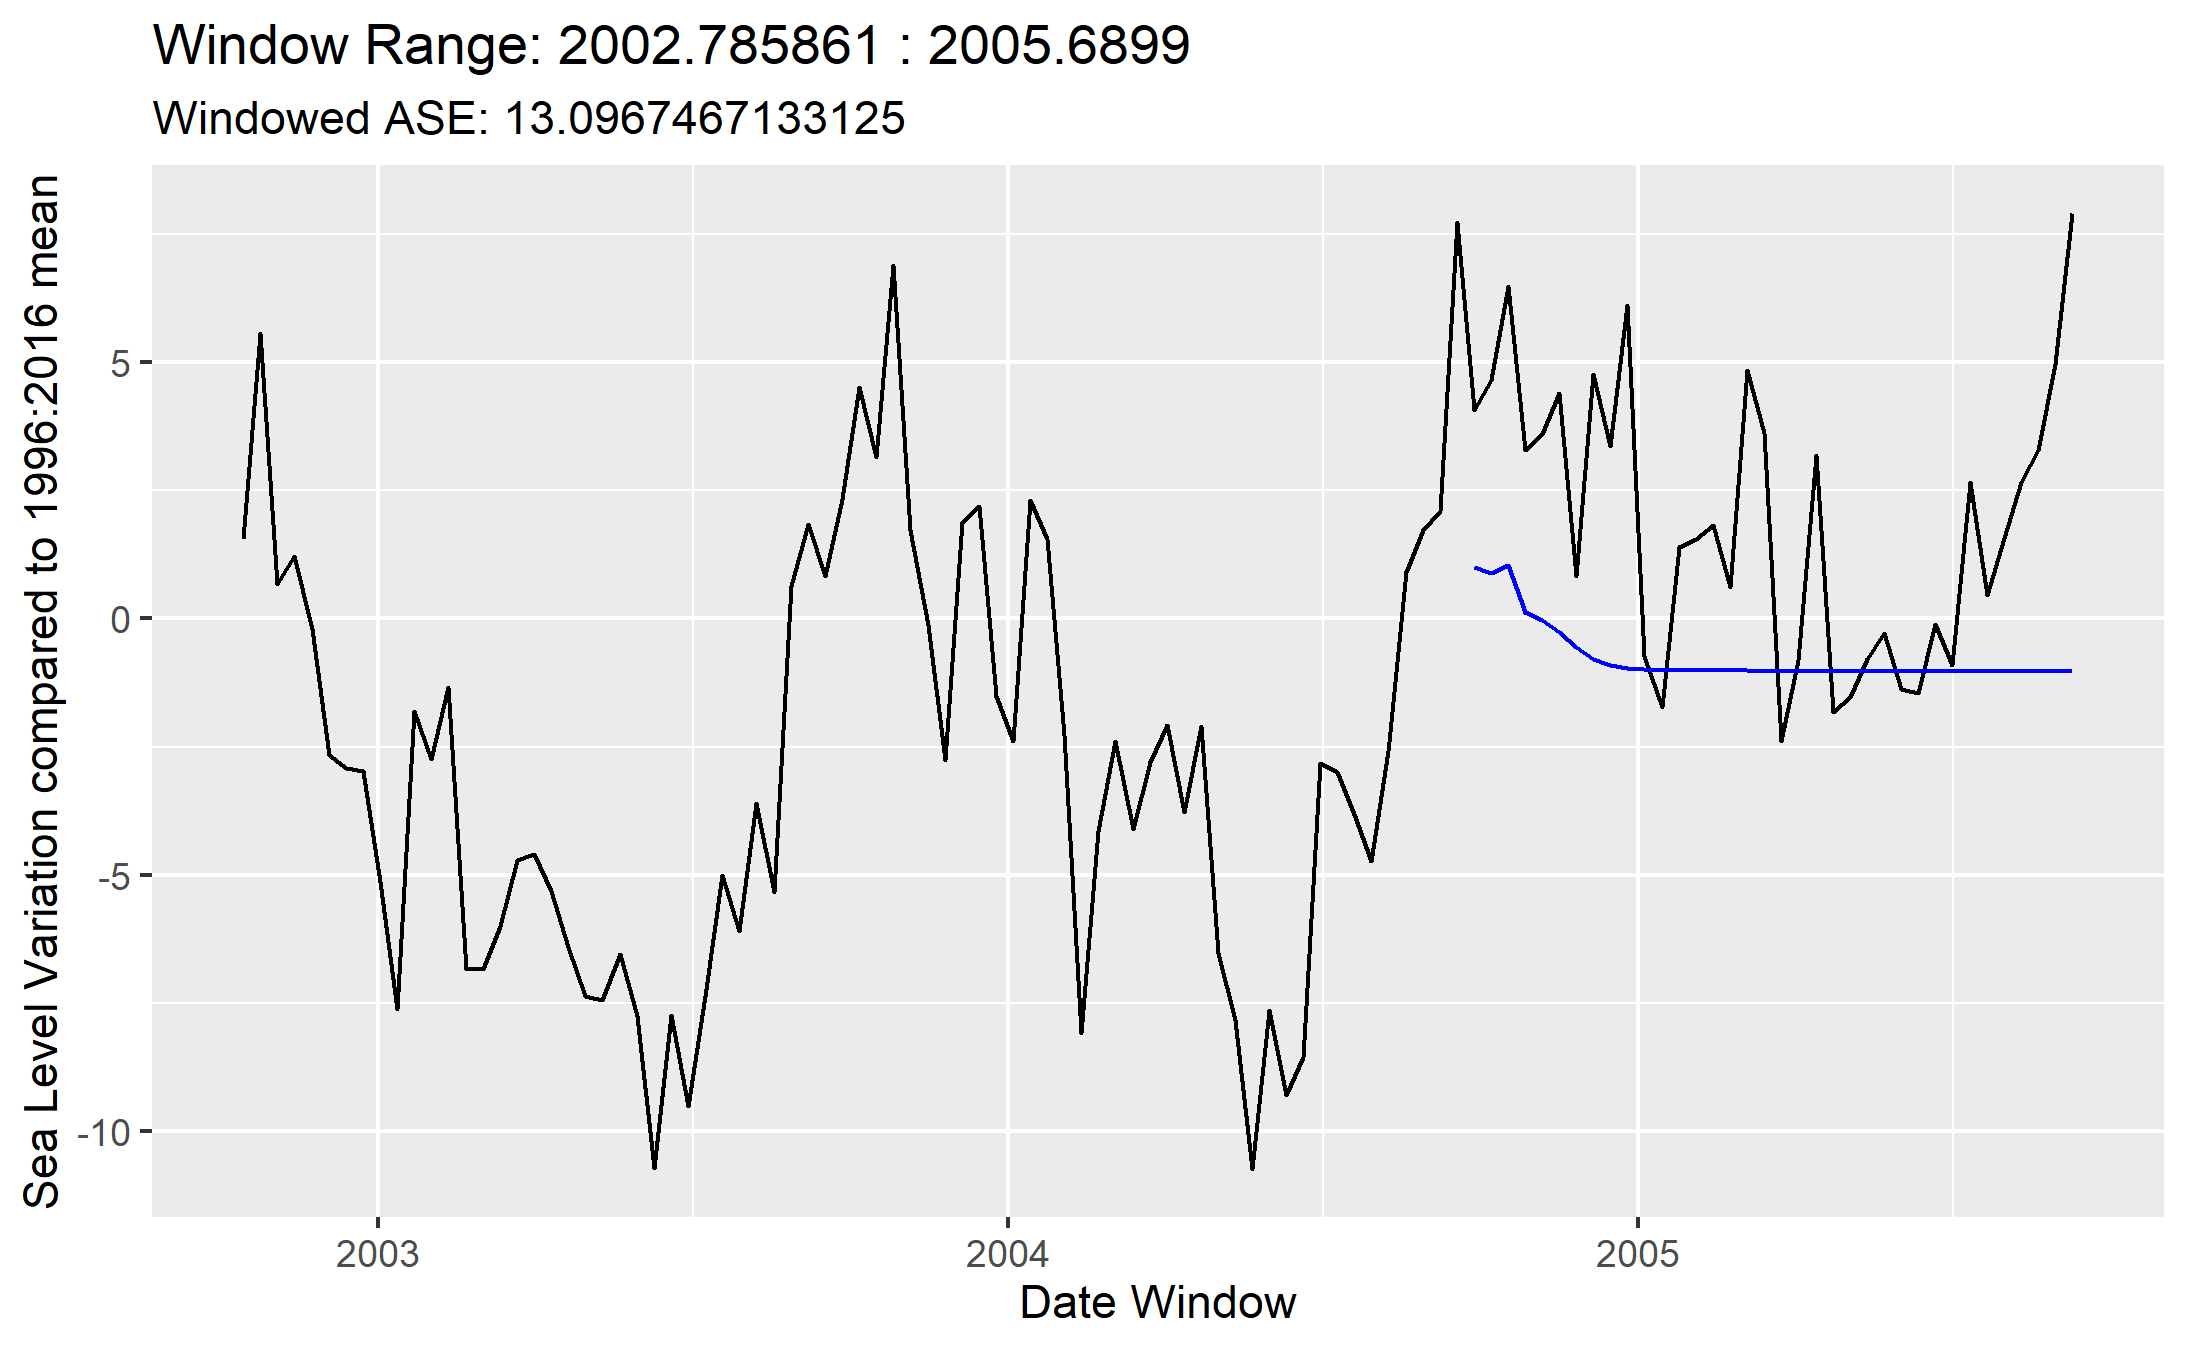 Window Range: 2002.785861 : 2005.6899
Windowed ASE: 13.0967467133125
Sea Level Variation compared to 1996:2016 mean
5
0
-5
-10
2003
2004
2005
Date Window